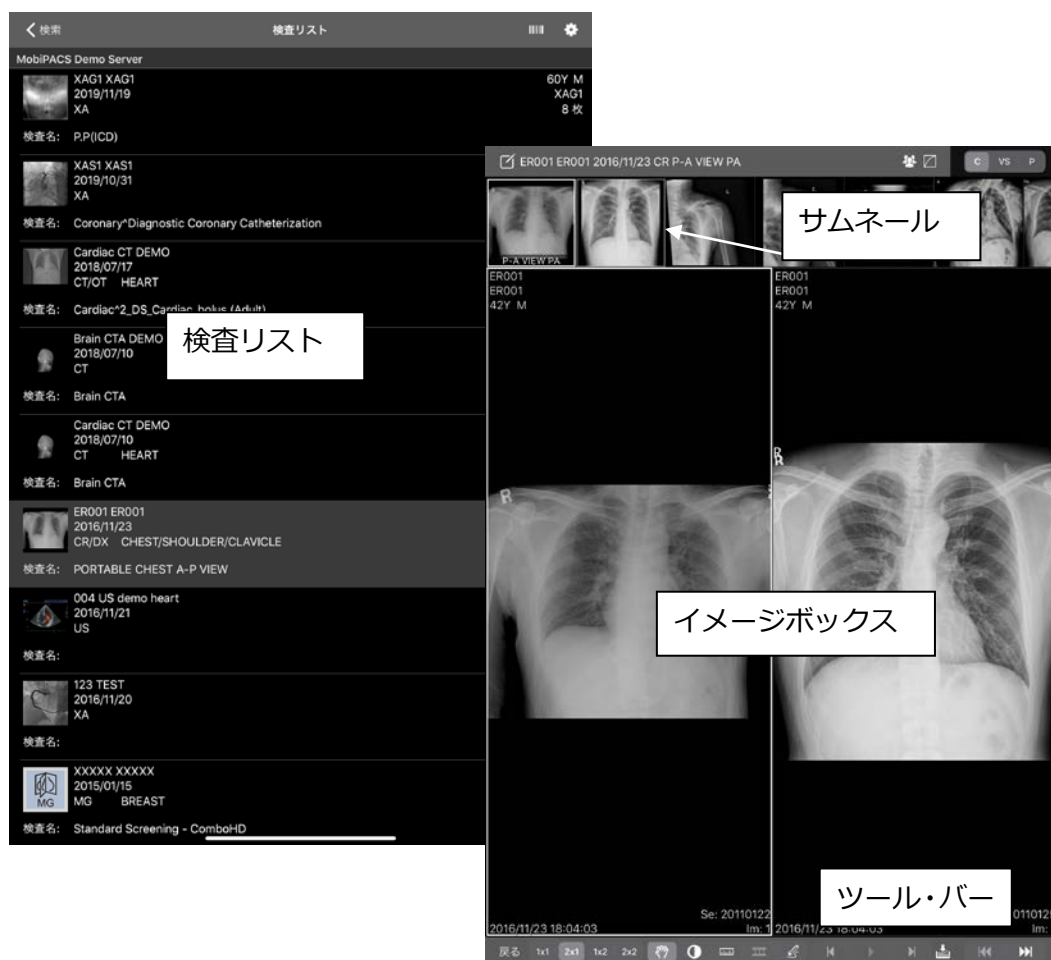 検索
検査リスト
MobiPACS Demo Server
XAG1 XAG1
60Y M
2019/11/19
XAG1
XA
8 枚
検査名: P.P(ICD)
XAS1 XAS1
2019/10/31
XA
検査名: Coronary^Diagnostic Coronary Catheterization
Cardiac CT DEMO
2018/07/17
CT/OT HEART
検査名: Cardiac^2_DS_Cardiac_bolus (Adult)
Brain CTA DEMO
2018/07/10
CT
検査名: Brain CTA
Cardiac CT DEMO
2018/07/10
CT HEART
検査名: Brain CTA
ER001 ER001
2016/11/23
CR/DX CHEST/SHOULDER/CLAVICLE
検査名: PORTABLE CHEST A-P VIEW
004 US demo heart
2016/11/21
US
検査名:
123 TEST
2016/11/20
XA
検査名:
MG
XXXXX XXXXX
2015/01/15
MG BREAST
検査名: Standard Screening - ComboHD
検査リスト
ER001 ER001 2016/11/23 CR P-A VIEW PA
C VS P
P-A VIEW PA
サムネール
ER001
ER001
42Y M
ER001
ER001
42Y M
R
R
イメージボックス
ツール・バー
Se: 20110122
2016/11/23 18:04:03
Im: 1
2016/11/23 18:04:03
Im:
戻る 1x1 2x1 1x2 2x2